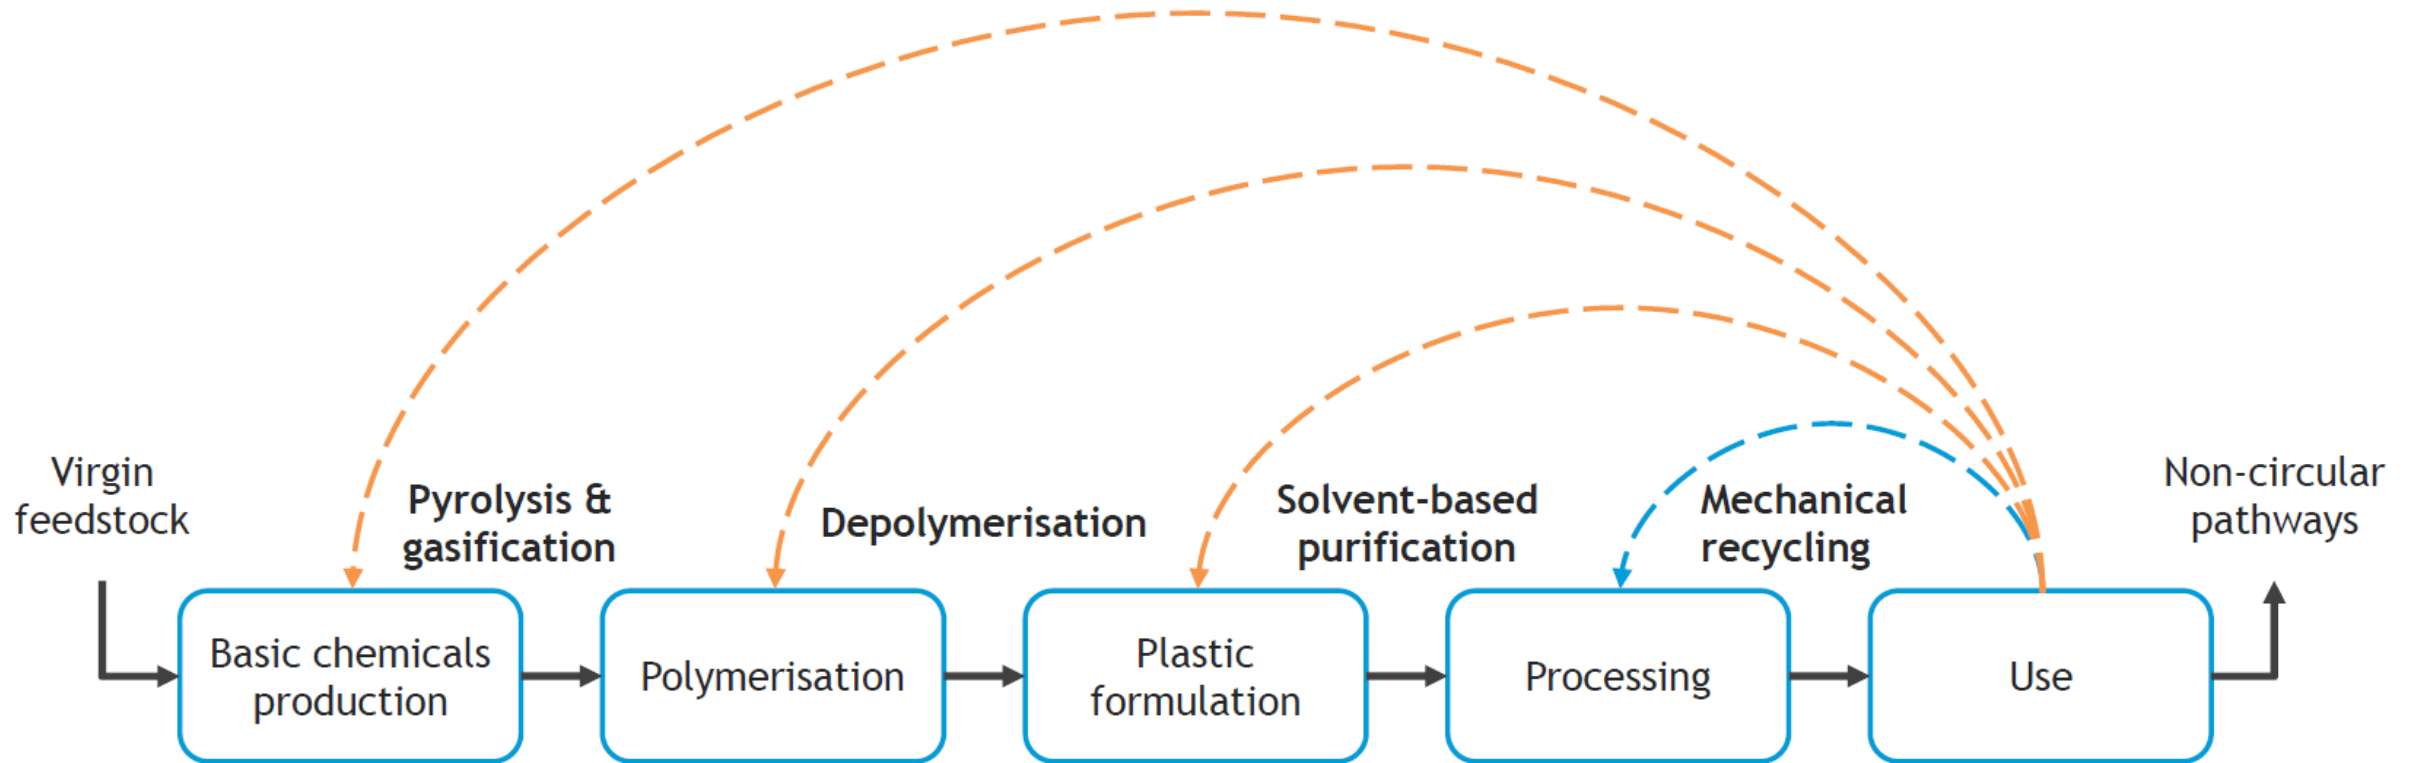 Virgin
feedstock
Pyrolysis &
gasification
Depolymerisation
Solvent-based
purification
Mechanical
recycling
Non-circular
pathways
Basic chemicals
production
Polymerisation
Plastic
formulation
Processing
Use